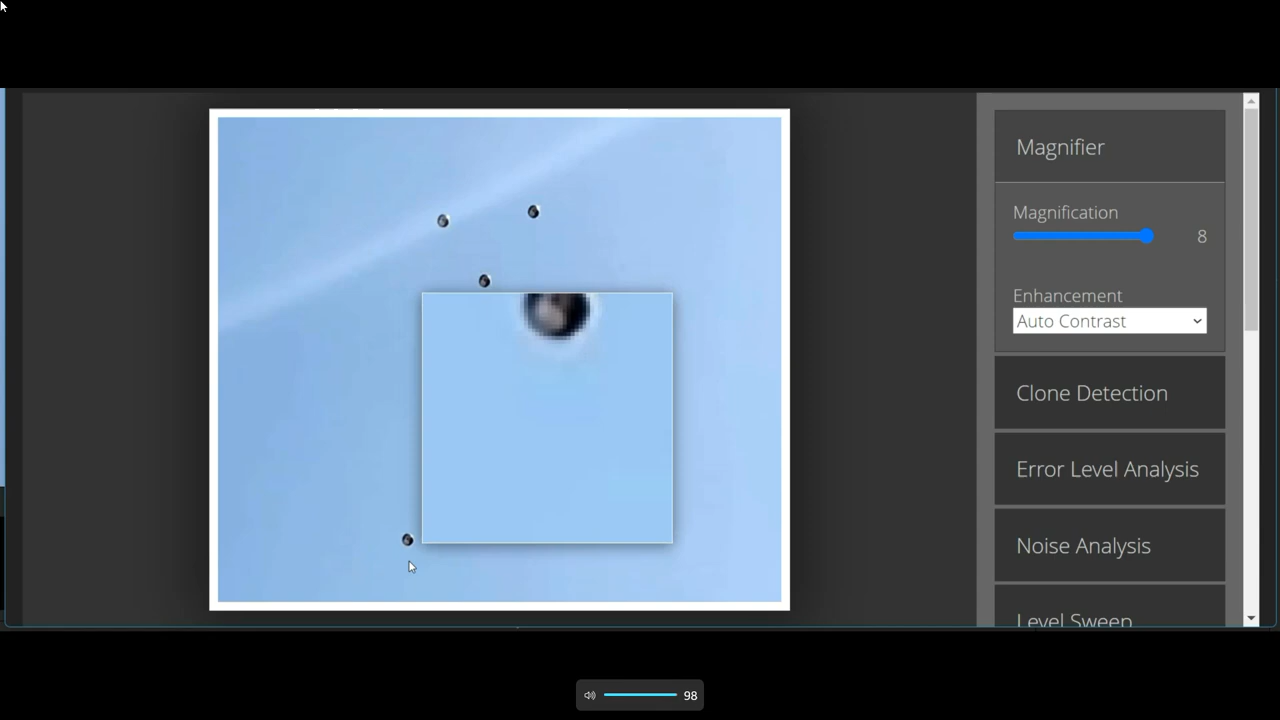 Magnifier
Magnification
8
Enhancement
Auto Contrast
Clone Detection
Error Level Analysis
Noise Analysis
Level Sweep
98